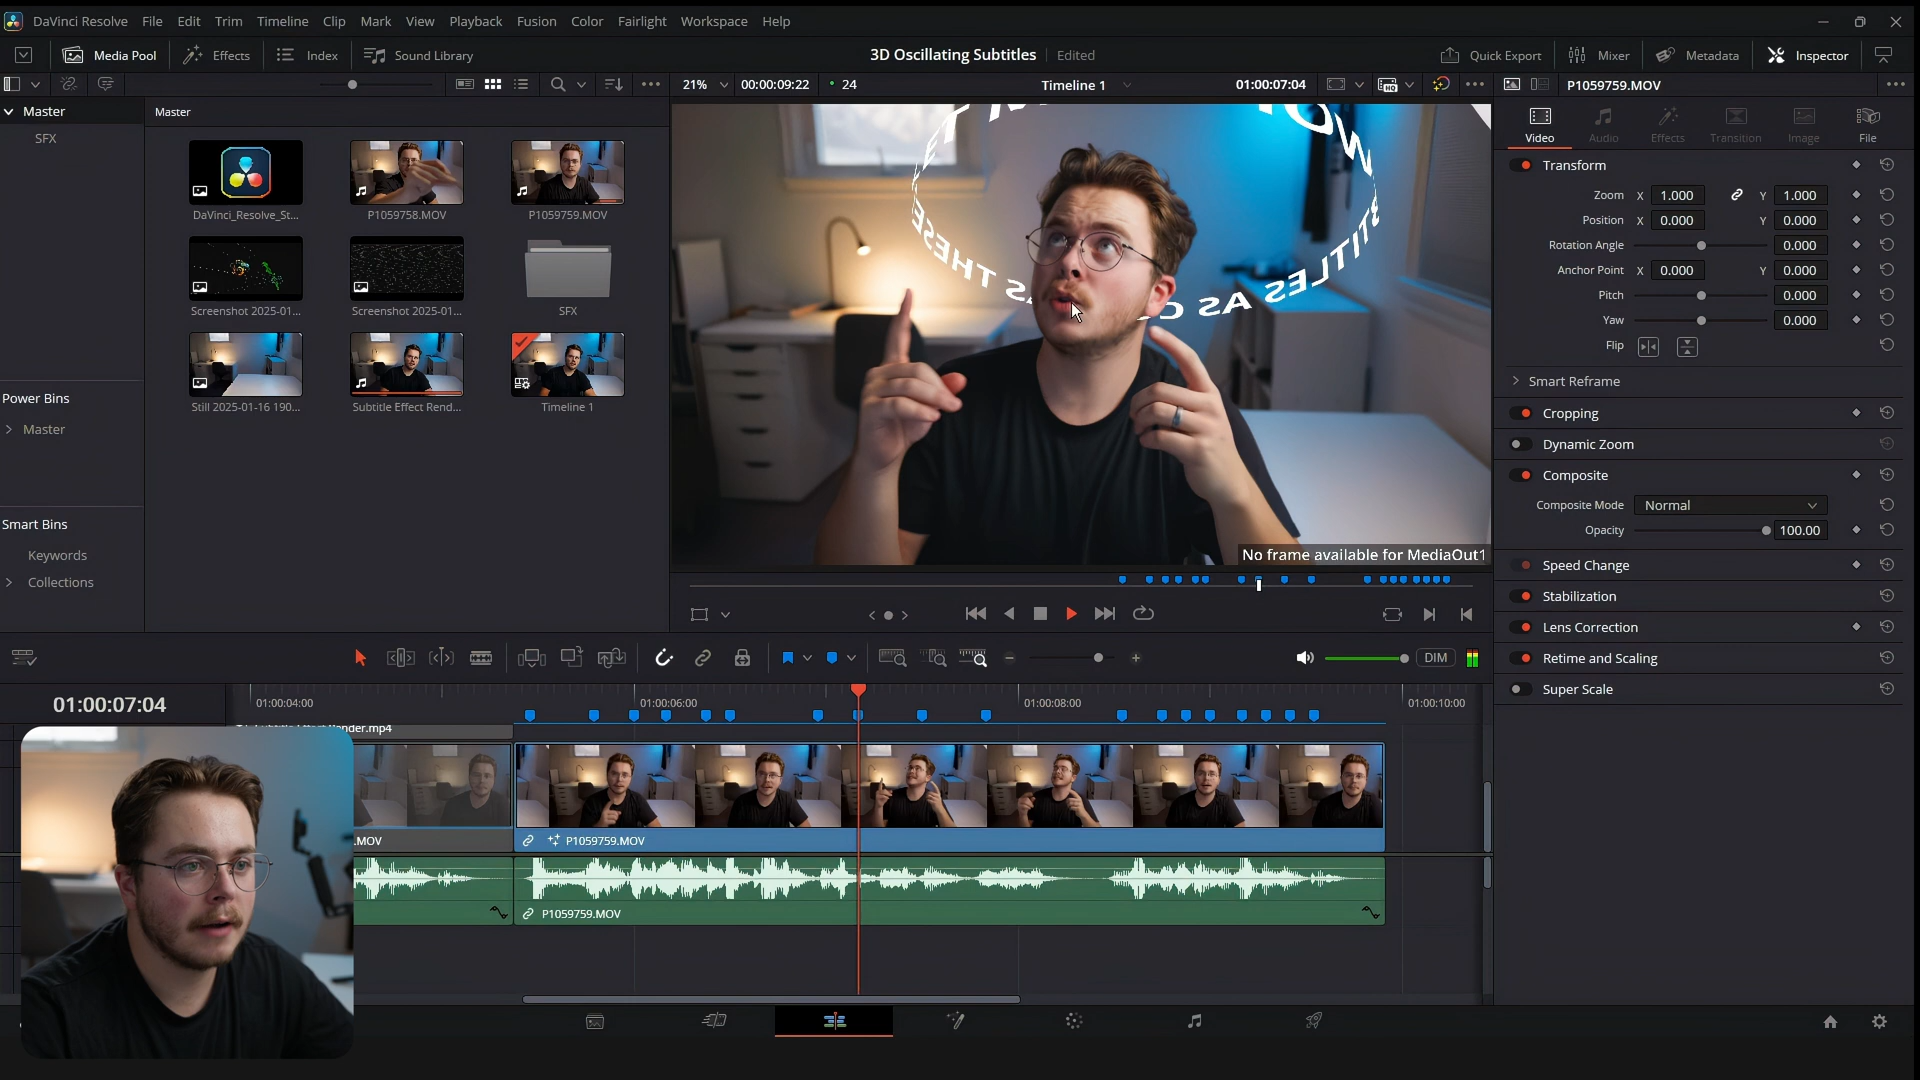 DaVinci Resolve File Edit Trim Timeline Clip Mark View Playback Fusion Color Fairlight Workspace Help
Media Pool Effects Index Sound Library 3D Oscillating Subtitles Edited Quick Export Mixer Metadata Inspector
21% 00:00:09:22 24 Timeline 1 01:00:07:04 P1059759.MOV
Master
SFX
Power Bins
Master
Smart Bins
Keywords
Collections
Master
DaVinci_Resolve_St... P1059758.MOV P1059759.MOV
Screenshot 2025-01... Screenshot 2025-01... SFX
Still 2025-01-16 190... Subtitle Effect Rend... Timeline 1
THESE
AS
AS
TITLES
No frame available for MediaOut1
Video Audio Effects Transition Image File
Transform
Zoom X 1.000 Y 1.000
Position X 0.000 Y 0.000
Rotation Angle 0.000
Anchor Point X 0.000 Y 0.000
Pitch 0.000
Yaw 0.000
Flip
Smart Reframe
Cropping
Dynamic Zoom
Composite
Composite Mode Normal
Opacity 100.00
Speed Change
Stabilization
Lens Correction
Retime and Scaling
Super Scale
DIM
01:00:07:04
01:00:04:00 01:00:06:00 01:00:08:00 01:00:10:00
P1059759.MOV
P1059759.MOV